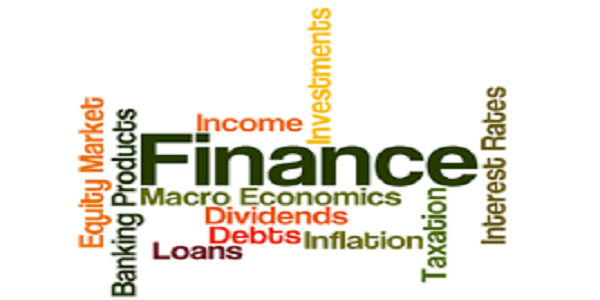 Investments
Income
Equity Market
Banking Products
Finance
Interest Rates
Macro Economics
Dividends
Taxation
Debts
Inflation
Loans